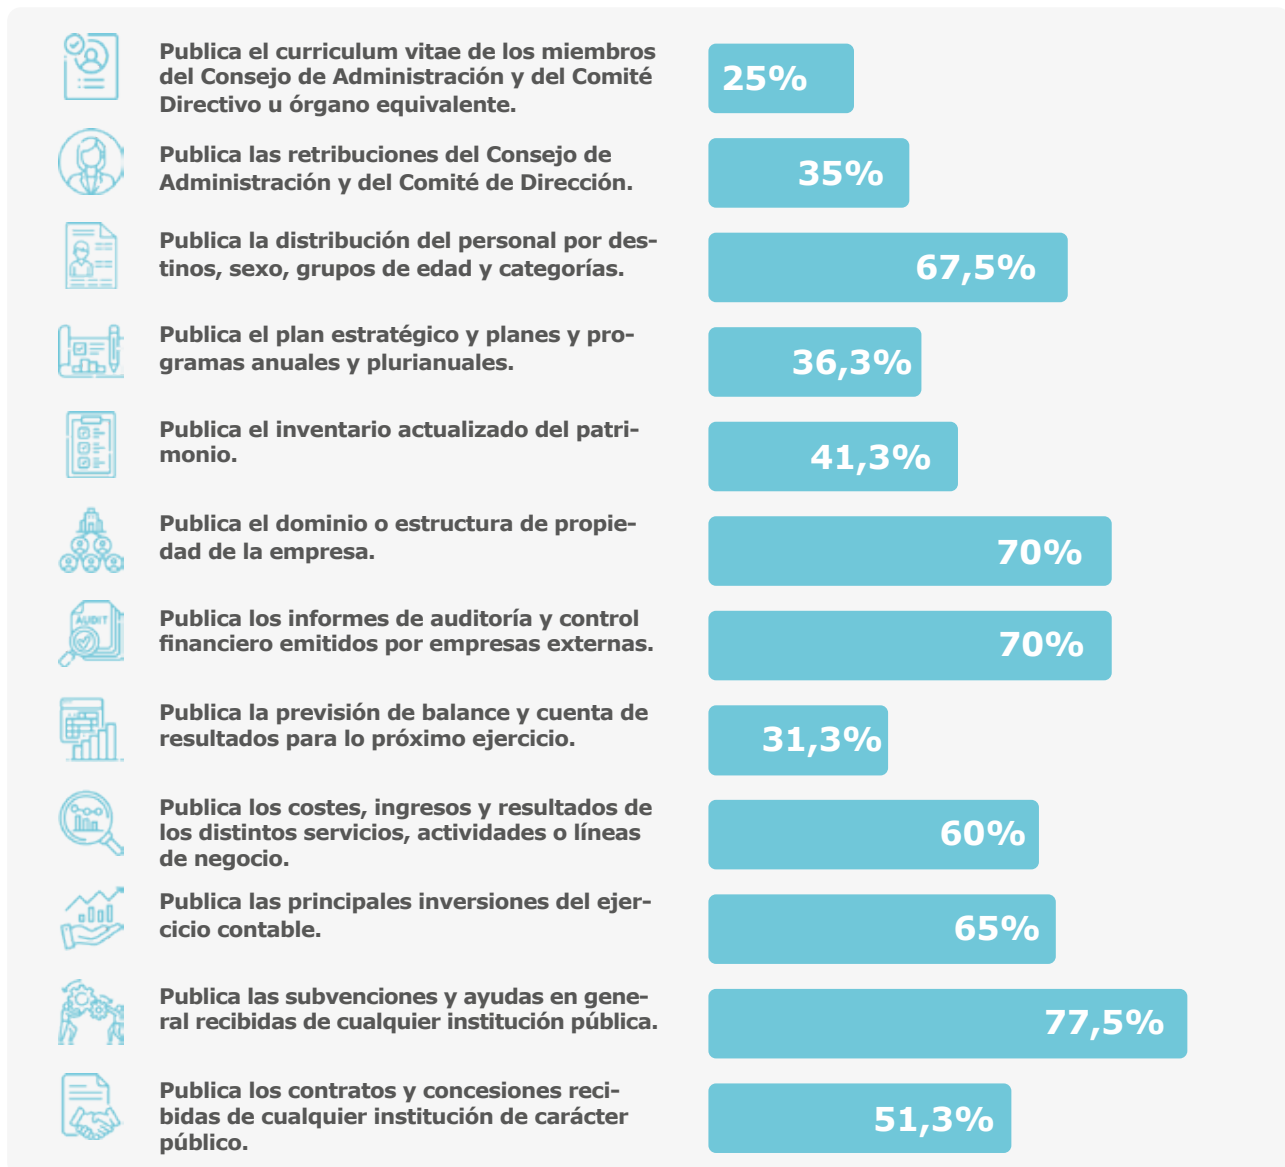 Publica el curriculum vitae de los miembros
del Consejo de Administración y del Comité
Directivo u órgano equivalente.
25%
Publica las retribuciones del Consejo de
Administración y del Comité de Dirección.
35%
Publica la distribución del personal por des-
tinos, sexo, grupos de edad y categorías.
67,5%
Publica el plan estratégico y planes y pro-
gramas anuales y plurianuales.
36,3%
Publica el inventario actualizado del patri-
monio.
41,3%
Publica el dominio o estructura de propie-
dad de la empresa.
70%
AUDIT
Publica los informes de auditoría y control
financiero emitidos por empresas externas.
70%
Publica la previsión de balance y cuenta de
resultados para lo próximo ejercicio.
31,3%
Publica los costes, ingresos y resultados de
los distintos servicios, actividades o líneas
de negocio.
60%
Publica las principales inversiones del ejer-
cicio contable.
65%
Publica las subvenciones y ayudas en gene-
ral recibidas de cualquier institución pública.
77,5%
Publica los contratos y concesiones reci-
bidas de cualquier institución de carácter
público.
51,3%